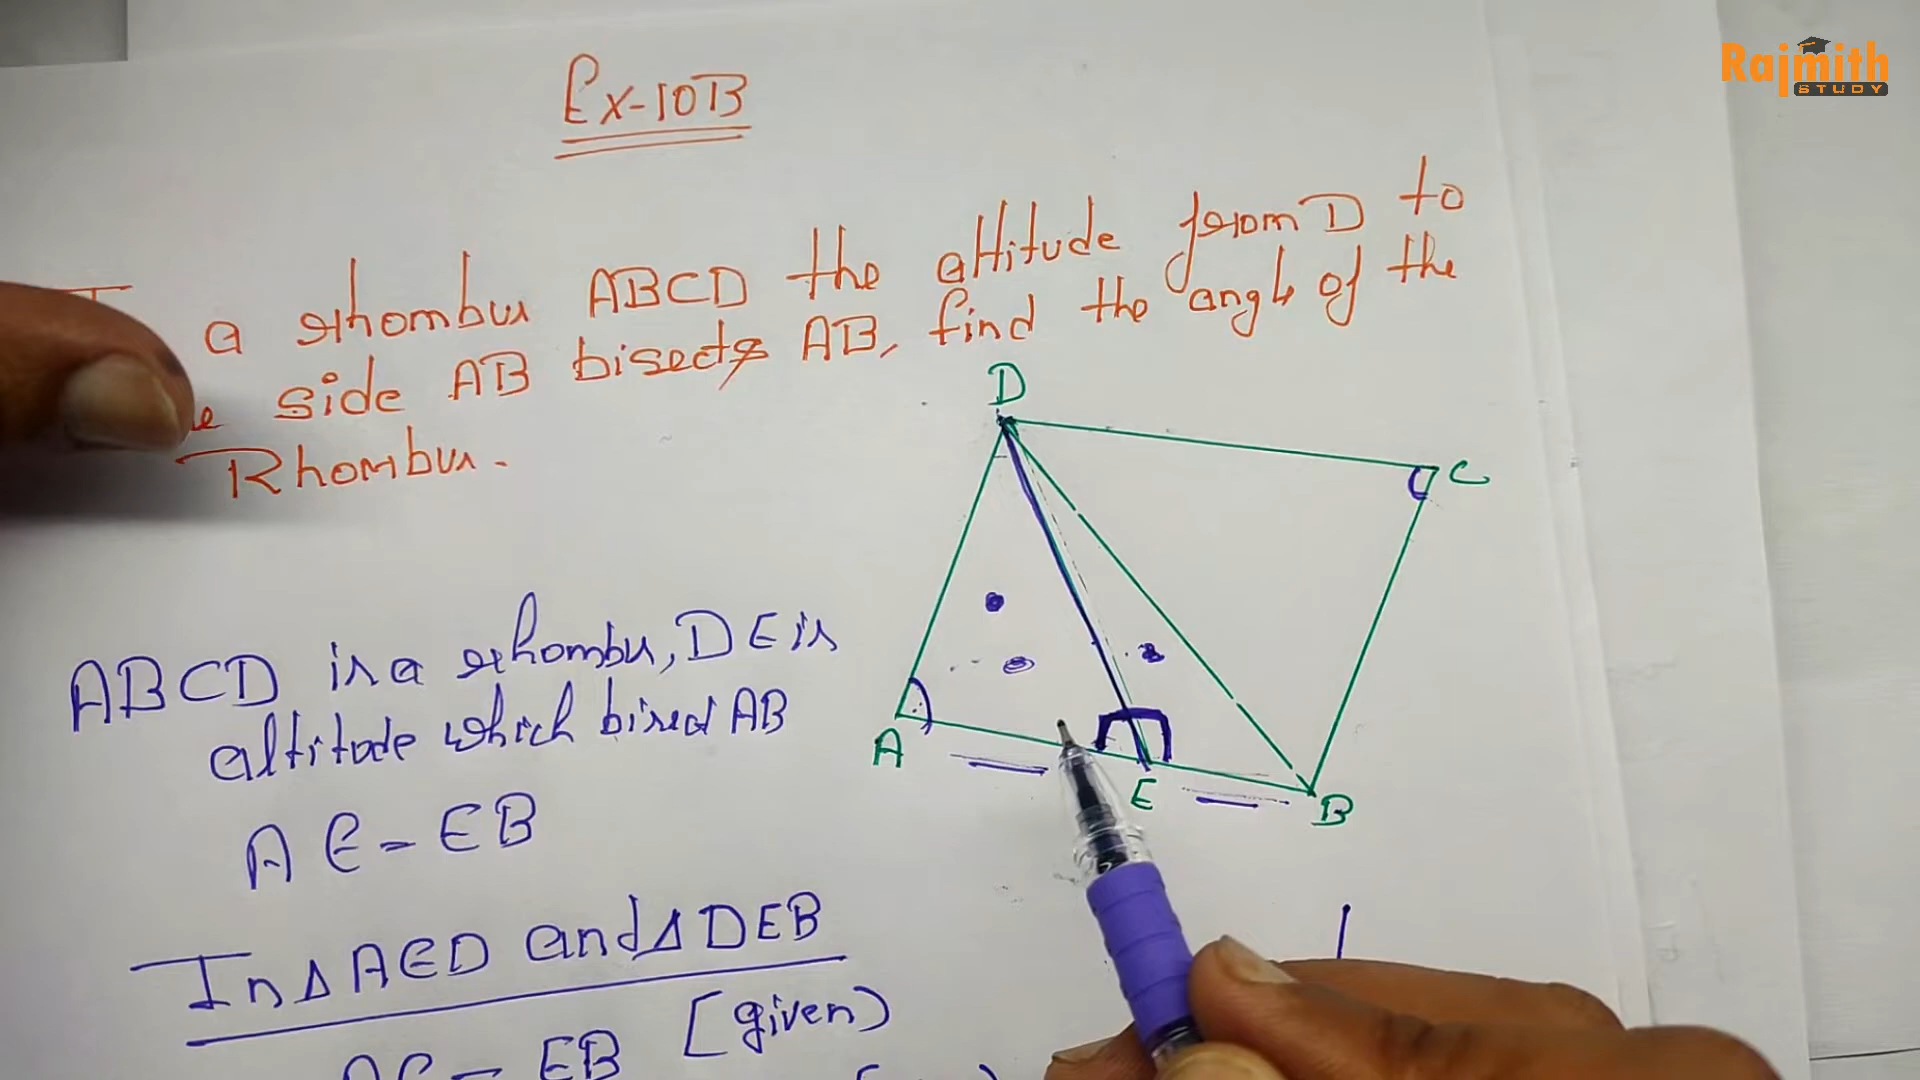 Rajmith
STUDY
Ex-10B
a rhombus ABCD the altitude from D to
side AB bisects AB, find the angle of the
Rhombus.
D
C
A
E
B
ABCD is a rhombus, DE is
altitude which bisect AB
AE = EB
In Δ AED and Δ DEB
AE = EB [given)